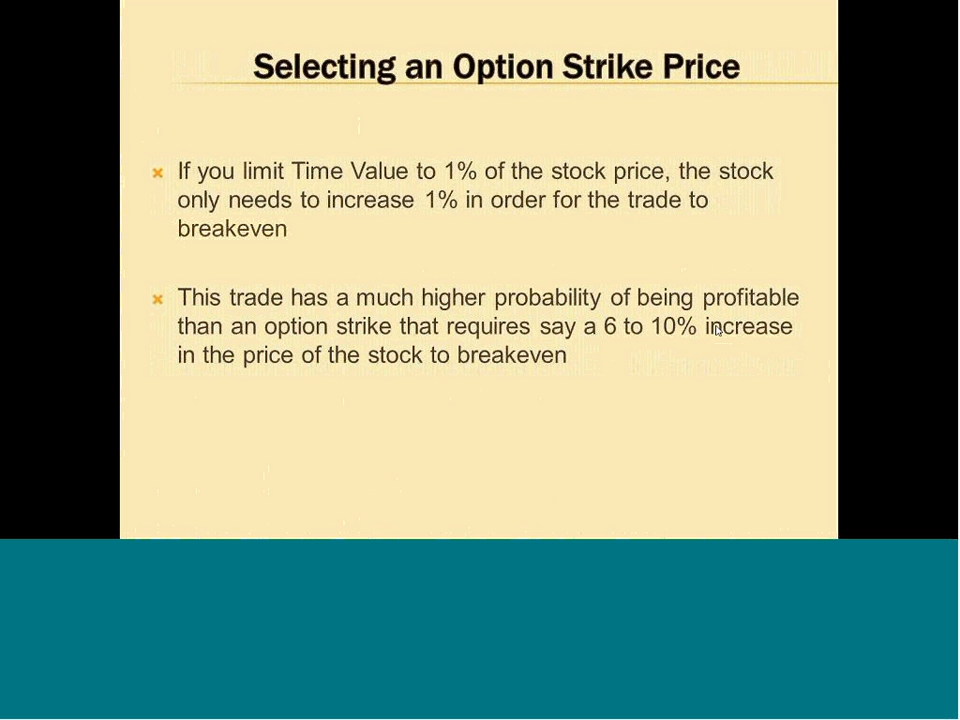 Selecting an Option Strike Price
If you limit Time Value to 1% of the stock price, the stock
only needs to increase 1% in order for the trade to
breakeven
This trade has a much higher probability of being profitable
than an option strike that requires say a 6 to 10% increase
in the price of the stock to breakeven